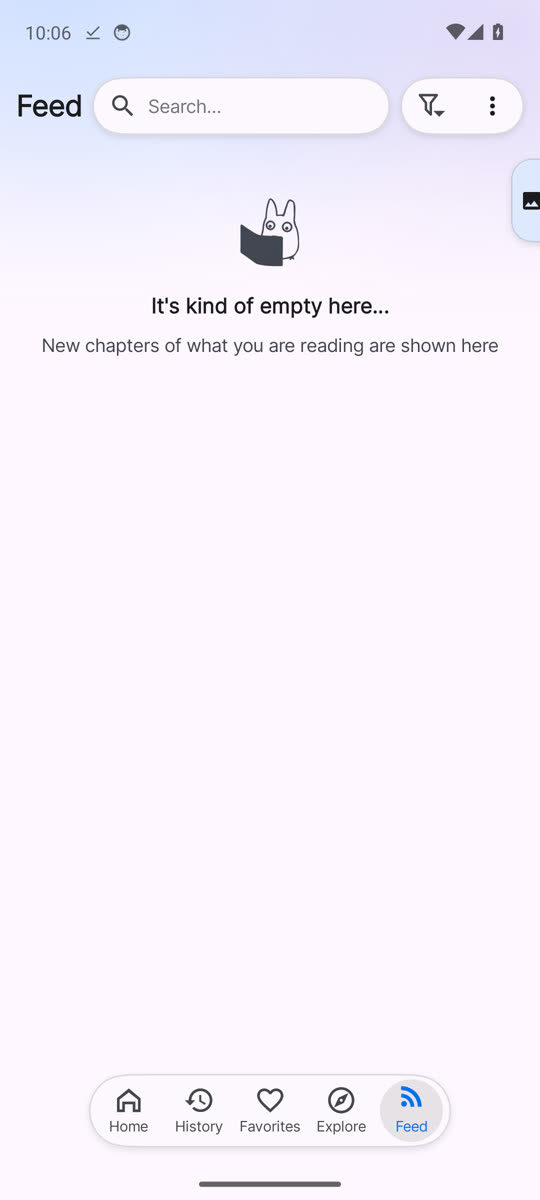 10:06
Feed
Search...
It's kind of empty here...
New chapters of what you are reading are shown here
Home
History
Favorites
Explore
Feed